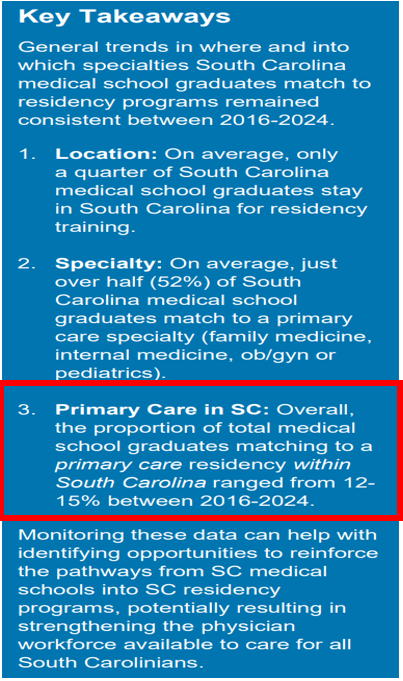 Key Takeaways
General trends in where and into
which specialties South Carolina
medical school graduates match to
residency programs remained
consistent between 2016-2024.
1. Location: On average, only
a quarter of South Carolina
medical school graduates stay
in South Carolina for residency
training.
2. Specialty: On average, just
over half (52%) of South
Carolina medical school
graduates match to a primary
care specialty (family medicine,
internal medicine, ob/gyn or
pediatrics).
3. Primary Care in SC: Overall,
the proportion of total medical
school graduates matching to a
primary care residency within
South Carolina ranged from 12-
15% between 2016-2024.
Monitoring these data can help with
identifying opportunities to reinforce
the pathways from SC medical
schools into SC residency
programs, potentially resulting in
strengthening the physician
workforce available to care for all
South Carolinians.